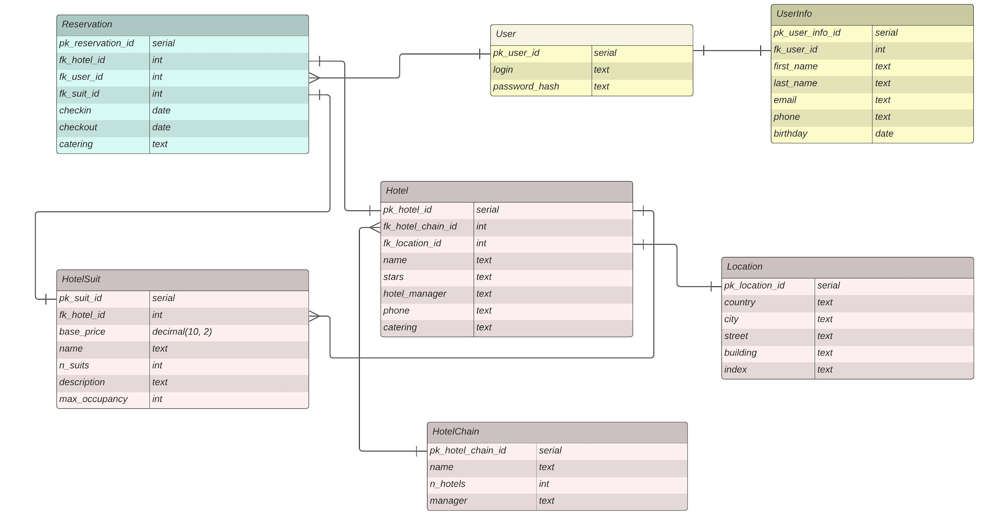 Reservation
pk_reservation_id serial
fk_hotel_id int
fk_user_id int
fk_suit_id int
checkin date
checkout date
catering text
User
pk_user_id serial
login text
password_hash text
UserInfo
pk_user_info_id serial
fk_user_id int
first_name text
last_name text
email text
phone text
birthday date
Hotel
pk_hotel_id serial
fk_hotel_chain_id int
fk_location_id int
name text
stars text
hotel_manager text
phone text
catering text
HotelSuit
pk_suit_id serial
fk_hotel_id int
base_price decimal(10, 2)
name text
n_suits int
description text
max_occupancy int
Location
pk_location_id serial
country text
city text
street text
building text
index text
HotelChain
pk_hotel_chain_id serial
name text
n_hotels int
manager text